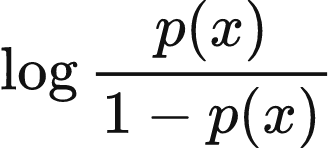 log p(x) / 1 − p(x)